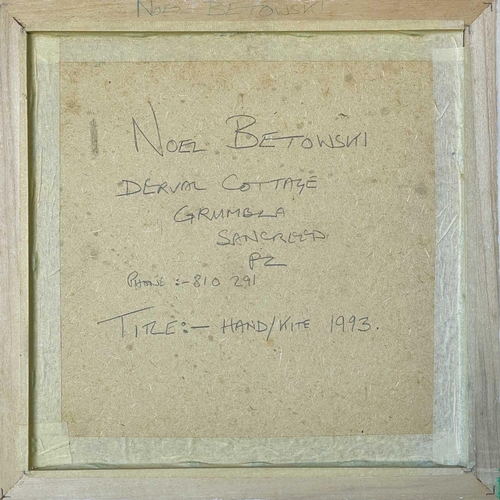 NOEL BETOWSKI
NOEL BETOWSKI
DERVAL COTTAGE
GRUMBLA
SANCREED
PZ
PHONE :- 810 291
TITLE:- HAND/KITE 1993.